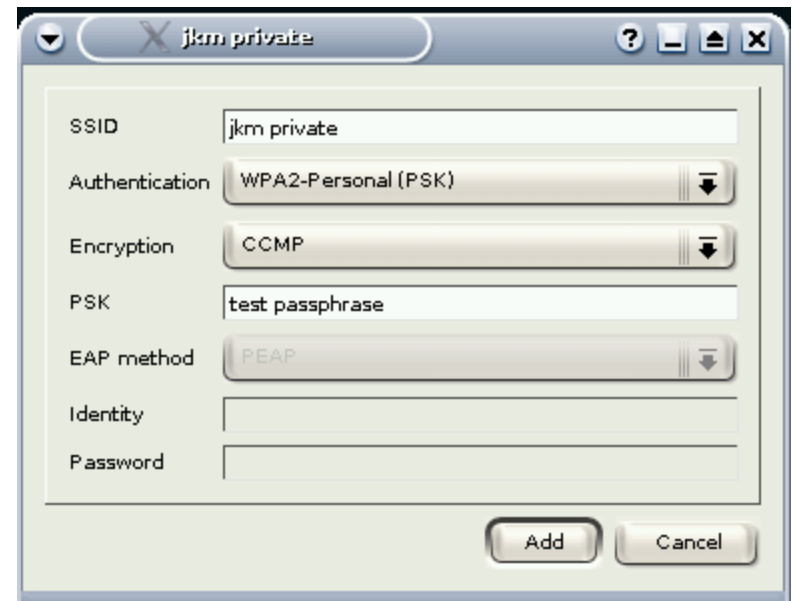 jkm private
SSID jkm private
Authentication WPA2-Personal (PSK)
Encryption CCMP
PSK test passphrase
EAP method PEAP
Identity
Password
Add Cancel